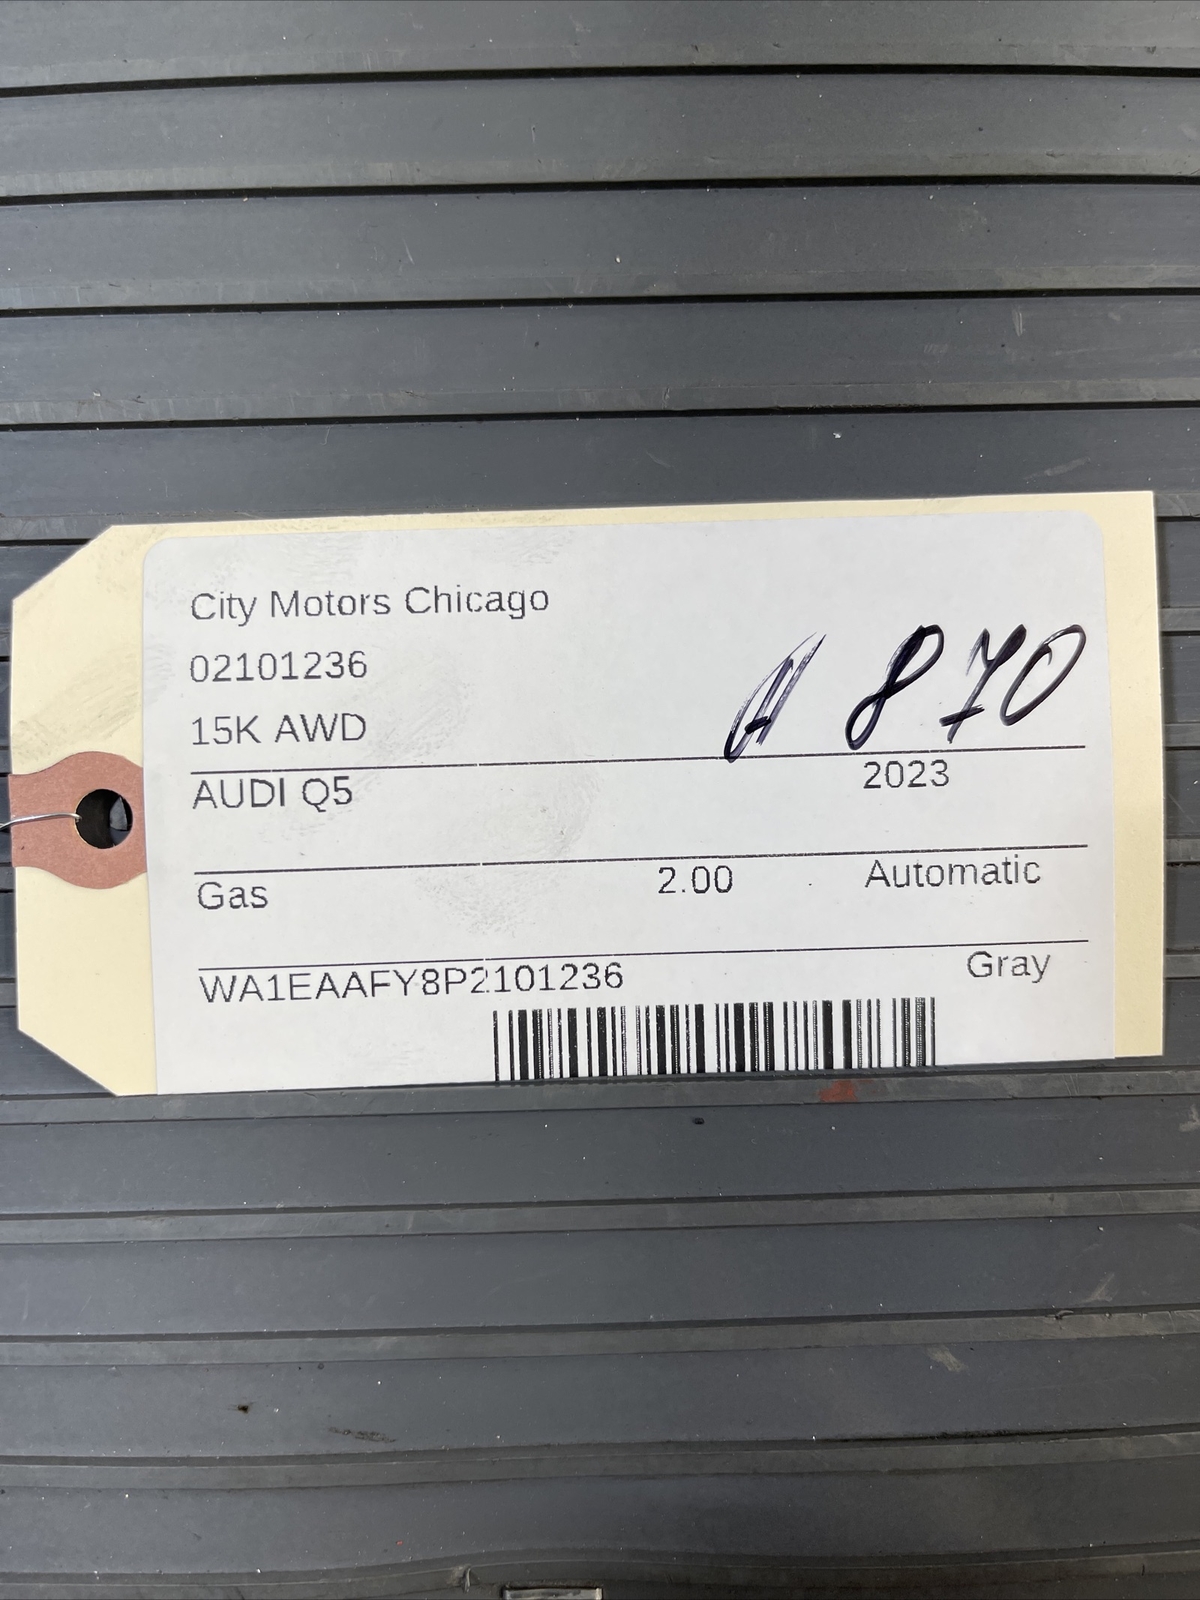 City Motors Chicago
02101236
15K AWD
A 870
AUDI Q5 2023
Gas 2.00 Automatic
WA1EAAFY8P2101236 Gray